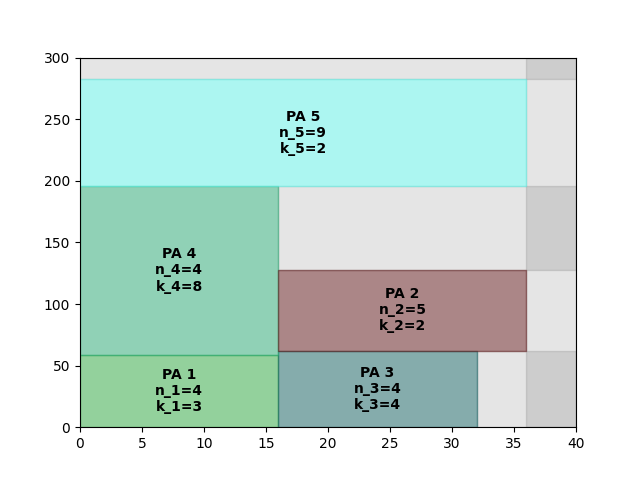 300
250
200
150
100
50
0
PA 5
n_5=9
k_5=2
PA 4
n_4=4
k_4=8
PA 2
n_2=5
k_2=2
PA 1
n_1=4
k_1=3
PA 3
n_3=4
k_3=4
0 5 10 15 20 25 30 35 40